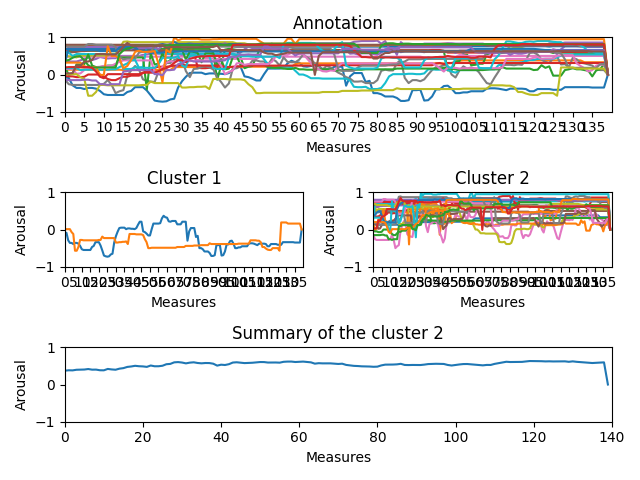 Annotation
Arousal
1
0
−1
0 5 10 15 20 25 30 35 40 45 50 55 60 65 70 75 80 85 90 95 100 105 110 115 120 125 130 135
Measures
Cluster 1 Cluster 2
Arousal Arousal
1 1
0 0
−1 −1
Measures Measures
Summary of the cluster 2
Arousal
1
0
−1
0 20 40 60 80 100 120 140
Measures